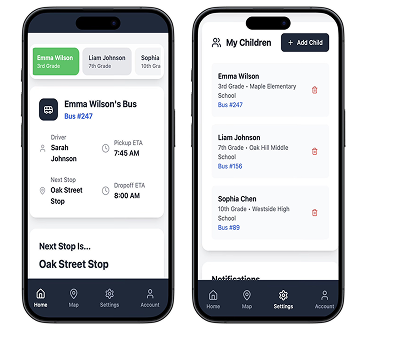 Emma Wilson
3rd Grade
Liam Johnson
7th Grade
Sophia
10th Gra
Emma Wilson's Bus
Bus #247
Driver
Sarah
Johnson
Pickup ETA
7:45 AM
Next Stop
Oak Street
Stop
Dropoff ETA
8:00 AM
Next Stop Is...
Oak Street Stop
Home
Map
Settings
Account
My Children
+ Add Child
Emma Wilson
3rd Grade • Maple Elementary
School
Bus #247
Liam Johnson
7th Grade • Oak Hill Middle
School
Bus #156
Sophia Chen
10th Grade • Westside High
School
Bus #89
Notifications
Home
Map
Settings
Account